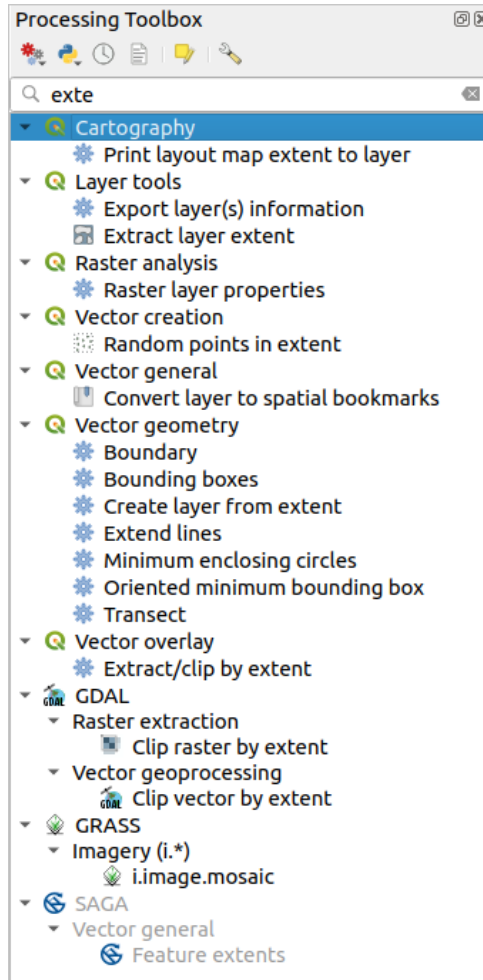 Processing Toolbox
exte
Cartography
Print layout map extent to layer
Layer tools
Export layer(s) information
Extract layer extent
Raster analysis
Raster layer properties
Vector creation
Random points in extent
Vector general
Convert layer to spatial bookmarks
Vector geometry
Boundary
Bounding boxes
Create layer from extent
Extend lines
Minimum enclosing circles
Oriented minimum bounding box
Transect
Vector overlay
Extract/clip by extent
GDAL
Raster extraction
Clip raster by extent
Vector geoprocessing
GDAL Clip vector by extent
GRASS
Imagery (i.*)
i.image.mosaic
SAGA
Vector general
Feature extents